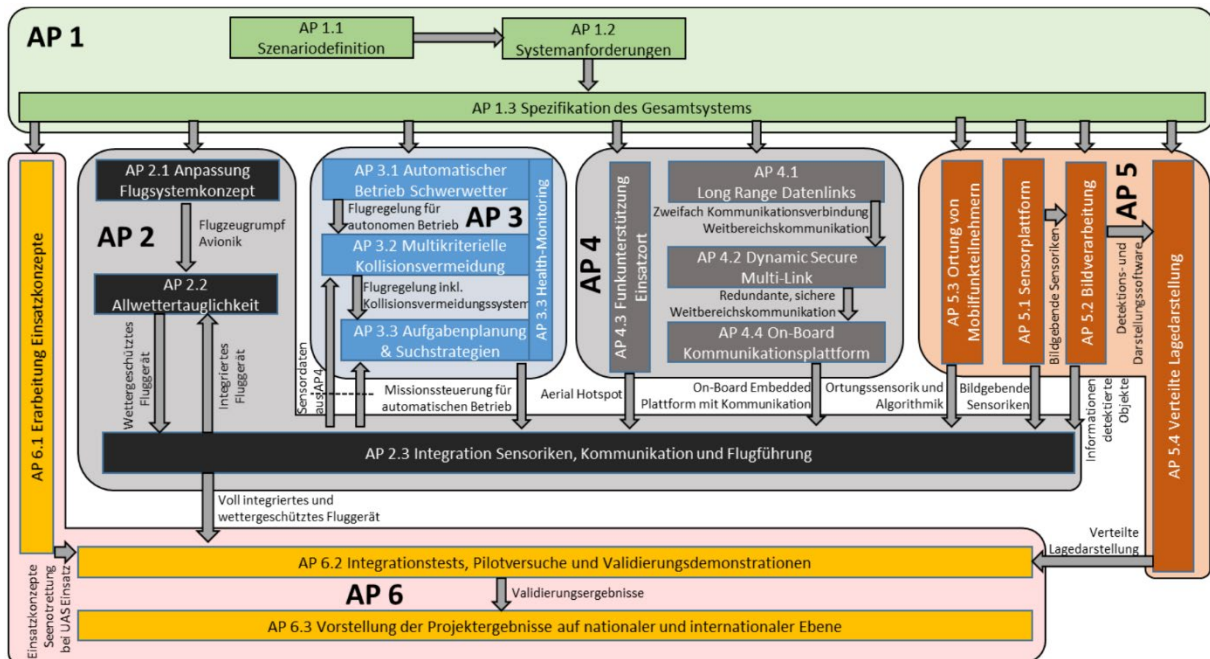 AP 1
AP 1.1
Szenariodefinition
AP 1.2
Systemanforderungen
AP 1.3 Spezifikation des Gesamtsystems
AP 6.1 Erarbeitung Einsatzkonzepte
AP 2
AP 2.1 Anpassung
Flugsystemkonzept
Flugzeugrumpf
Avionik
AP 2.2
Allwettertauglichkeit
Wettergeschütztes
Fluggerät
Integriertes
Fluggerät
AP 3
AP 3.1 Automatischer
Betrieb Schwerwetter
Flugregelung für
autonomen Betrieb
AP 3.2 Multikriterielle
Kollisionsvermeidung
Flugregelung inkl.
Kollisionsvermeidungssystem
AP 3.3 Aufgabenplanung
& Suchstrategien
AP 3.3 Health-Monitoring
Sensordaten
aus AP4
Missionssteuerung für
automatischen Betrieb
AP 4
AP 4.3 Funkunterstützung
Einsatzort
AP 4.1
Long Range Datenlinks
Zweifach Kommunikationsverbindung
Weitbereichskommunikation
AP 4.2 Dynamic Secure
Multi-Link
Redundante, sichere
Weitbereichskommunikation
AP 4.4 On-Board
Kommunikationsplattform
Aerial Hotspot
On-Board Embedded
Plattform mit Kommunikation
AP 5
AP 5.3 Ortung von
Mobilfunkteilnehmern
AP 5.1 Sensorplattform
Bildgebende Sensoriken
AP 5.2 Bildverarbeitung
Detektions- und
Darstellungssoftware
AP 5.4 Verteilte Lagedarstellung
Ortungssensorik und
Algorithmik
Bildgebende
Sensoriken
Informationen
detektierte
Objekte
AP 2.3 Integration Sensoriken, Kommunikation und Flugführung
Voll integriertes und
wettergeschütztes Fluggerät
Verteilte
Lagedarstellung
Einsatzkonzepte
Seenotrettung
bei UAS Einsatz
AP 6.2 Integrationstests, Pilotversuche und Validierungsdemonstrationen
AP 6
Validierungsergebnisse
AP 6.3 Vorstellung der Projektergebnisse auf nationaler und internationaler Ebene